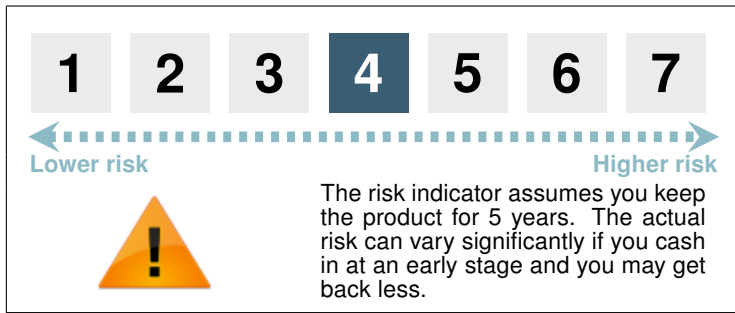 1 2 3 4 5 6 7
Lower risk Higher risk
The risk indicator assumes you keep
the product for 5 years. The actual
risk can vary significantly if you cash
in at an early stage and you may get
back less.